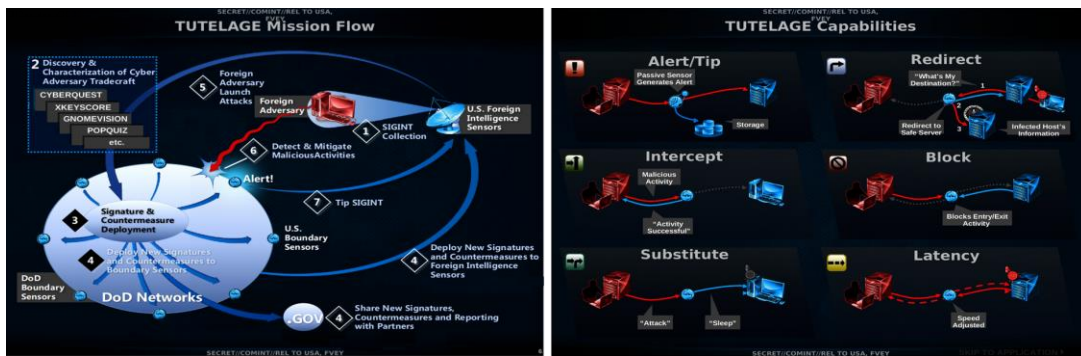 SECRET//COMINT//REL TO USA,
FVEY
TUTELAGE Mission Flow
2 Discovery &
Characterization of Cyber
Adversary Tradecraft
CYBERQUEST
XKEYSCORE
GNOMEVISION
POPQUIZ
etc.
5
Foreign
Adversary
Launch
Attacks
Foreign
Adversary
1
SIGINT
Collection
U.S. Foreign
Intelligence
Sensors
6
Detect & Mitigate
MaliciousActivities
Alert!
7
Tip SIGINT
3
Signature &
Countermeasure
Deployment
U.S.
Boundary
Sensors
4
Deploy New Signatures
and Countermeasures to
Boundary Sensors
4
Deploy New Signatures
and Countermeasures to
Foreign Intelligence
Sensors
DoD
Boundary
Sensors
DoD Networks
.GOV
4
Share New Signatures,
Countermeasures and Reporting
with Partners
SECRET//COMINT//REL TO USA, FVEY
SECRET//COMINT//REL TO USA,
FVEY
TUTELAGE Capabilities
Alert/Tip
Passive Sensor
Generates Alert
Storage
Redirect
"What's My
Destination?"
1
2
3
Redirect to
Safe Server
Infected Host's
Information
Intercept
Malicious
Activity
"Activity
Successful"
Block
Blocks Entry/Exit
Activity
Substitute
"Attack"
"Sleep"
Latency
Speed
Adjusted
SECRET//COMINT//REL TO USA, FVEY